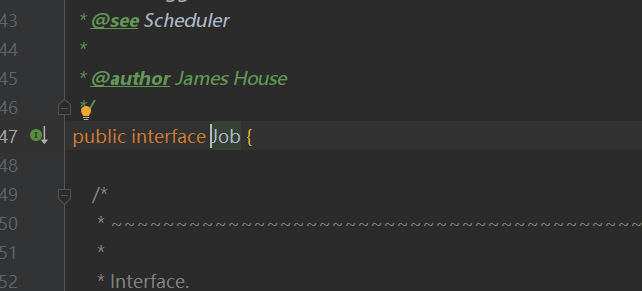 43 * @see Scheduler
44 *
45 * @author James House
46 */
47 public interface Job {
48
49 /*
50 * ~~~~~~~~~~~~~~~~~~~~~~~~~~~~~~~~~~~~~~~~~
51 *
52 * Interface.